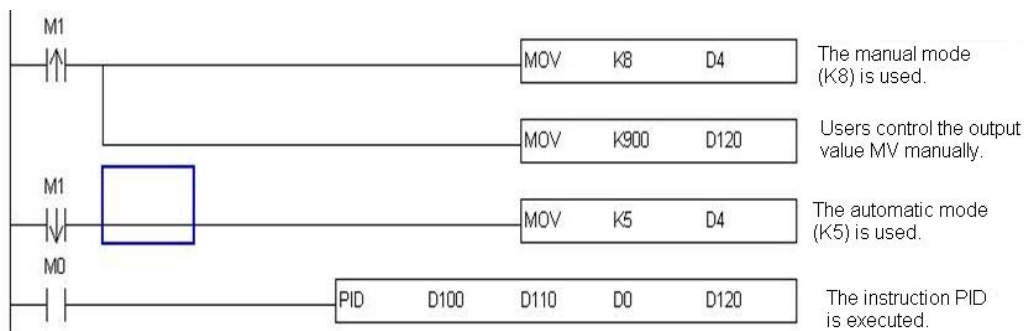 M1
MOV K8 D4
The manual mode
(K8) is used.
MOV K900 D120
Users control the output
value MV manually.
M1
MOV K5 D4
The automatic mode
(K5) is used.
M0
PID D100 D110 D0 D120
The instruction PID
is executed.